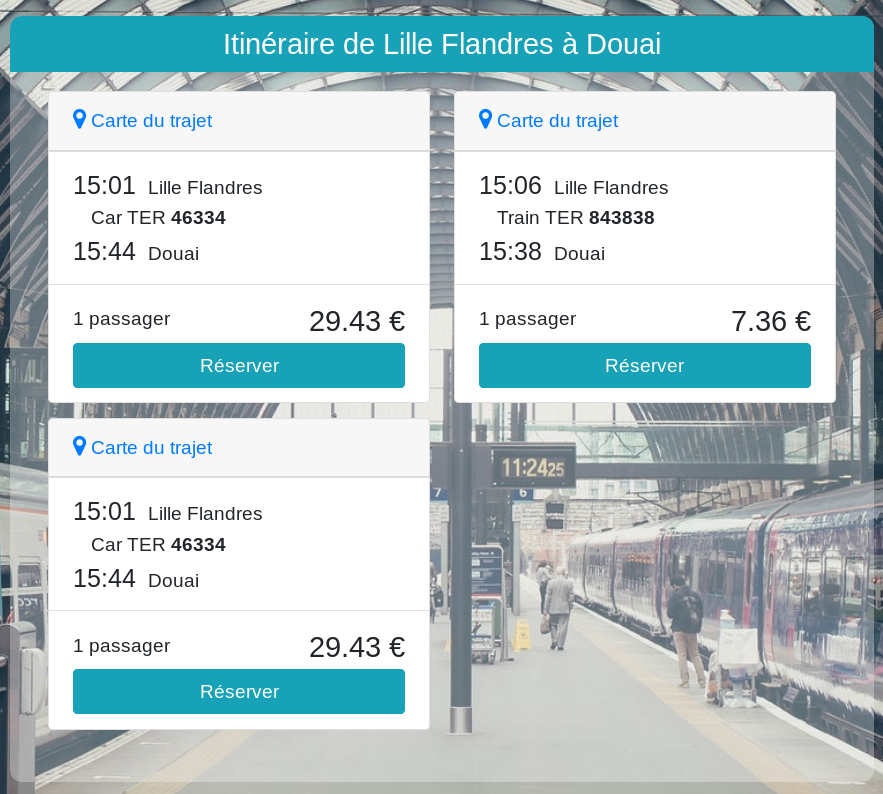 Itinéraire de Lille Flandres à Douai
Carte du trajet
15:01 Lille Flandres
Car TER 46334
15:44 Douai
1 passager 29.43 €
Réserver
Carte du trajet
15:06 Lille Flandres
Train TER 843838
15:38 Douai
1 passager 7.36 €
Réserver
Carte du trajet
15:01 Lille Flandres
Car TER 46334
15:44 Douai
1 passager 29.43 €
Réserver
11:24 25
7 6